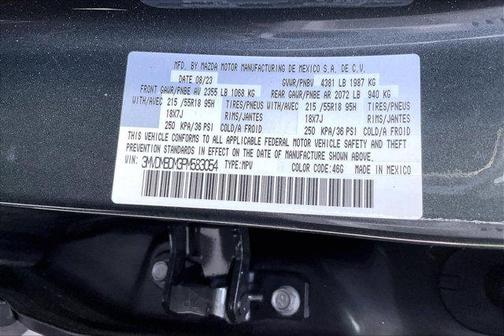 MFD. BY MAZDA MOTOR MANUFACTURING DE MEXICO S.A. DE C.V.
DATE 08/23 GVWR/PNBV 4381 LB 1987 KG
FRONT GAWR/PNBE AV 2355 LB 1068 KG REAR GAWR/PNBE AR 2072 LB 940 KG
WITH/AVEC 215/55R18 95H TIRES/PNEUS WITH/AVEC 215/55R18 95H TIRES/PNEUS
18X7J RIMS/JANTES 18X7J RIMS/JANTES
250 KPA/36 PSI COLD/A FROID 250 KPA/36 PSI COLD/A FROID
THIS VEHICLE CONFORMS TO ALL APPLICABLE FEDERAL MOTOR VEHICLE SAFETY AND THEFT
PREVENTION STANDARDS IN EFFECT ON THE DATE OF MANUFACTURE SHOWN ABOVE.
VIN: 3MVDMBCM3PM583054 TYPE: MPV COLOR CODE: 46G MADE IN MEXICO